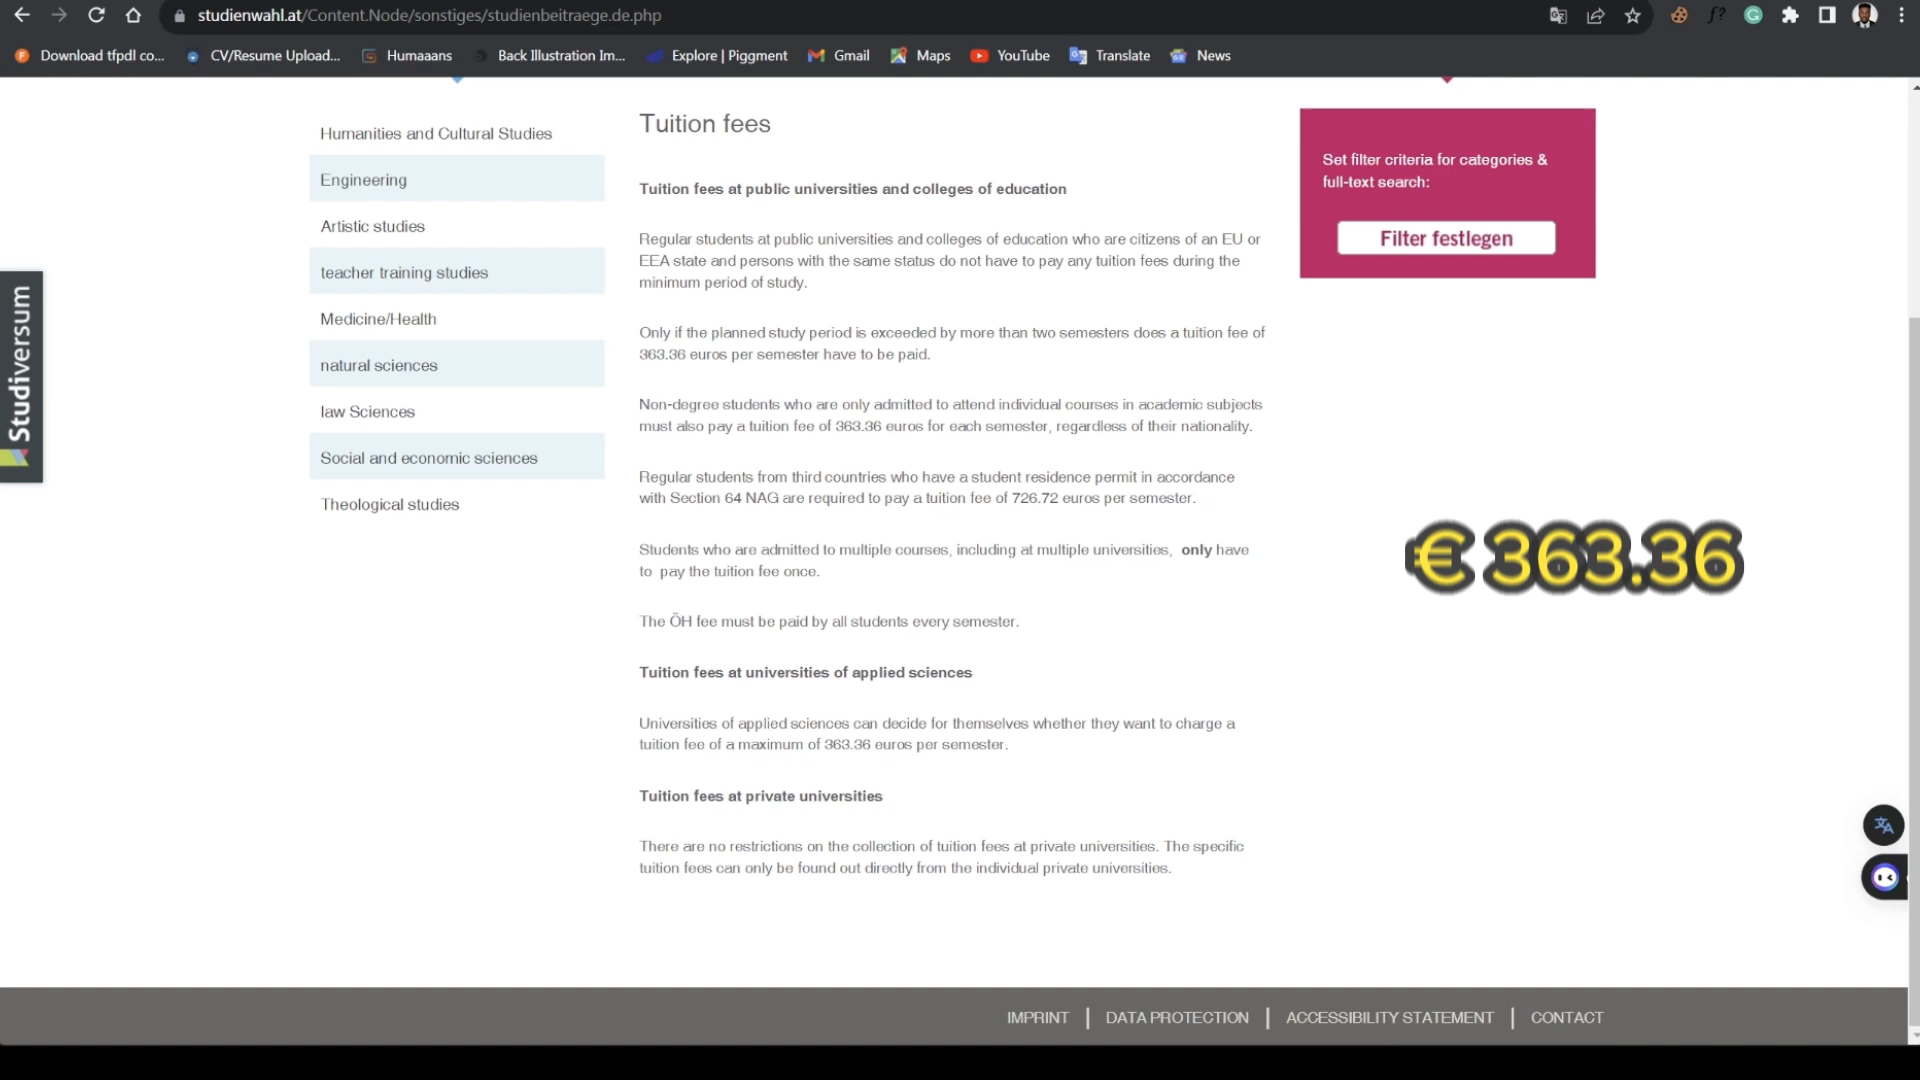 studienwahl.at/Content.Node/sonstiges/studienbeitraege.de.php
Download tfpdl co...
CV/Resume Upload...
Humaaans
Back Illustration Im...
Explore | Piggment
Gmail
Maps
YouTube
Translate
News
Humanities and Cultural Studies
Engineering
Artistic studies
teacher training studies
Medicine/Health
natural sciences
law Sciences
Social and economic sciences
Theological studies
Studiversum
Tuition fees
Tuition fees at public universities and colleges of education
Regular students at public universities and colleges of education who are citizens of an EU or
EEA state and persons with the same status do not have to pay any tuition fees during the
minimum period of study.
Only if the planned study period is exceeded by more than two semesters does a tuition fee of
363.36 euros per semester have to be paid.
Non-degree students who are only admitted to attend individual courses in academic subjects
must also pay a tuition fee of 363.36 euros for each semester, regardless of their nationality.
Regular students from third countries who have a student residence permit in accordance
with Section 64 NAG are required to pay a tuition fee of 726.72 euros per semester.
Students who are admitted to multiple courses, including at multiple universities, only have
to pay the tuition fee once.
The ÖH fee must be paid by all students every semester.
Tuition fees at universities of applied sciences
Universities of applied sciences can decide for themselves whether they want to charge a
tuition fee of a maximum of 363.36 euros per semester.
Tuition fees at private universities
There are no restrictions on the collection of tuition fees at private universities. The specific
tuition fees can only be found out directly from the individual private universities.
Set filter criteria for categories &
full-text search:
Filter festlegen
€ 363.36
IMPRINT
DATA PROTECTION
ACCESSIBILITY STATEMENT
CONTACT